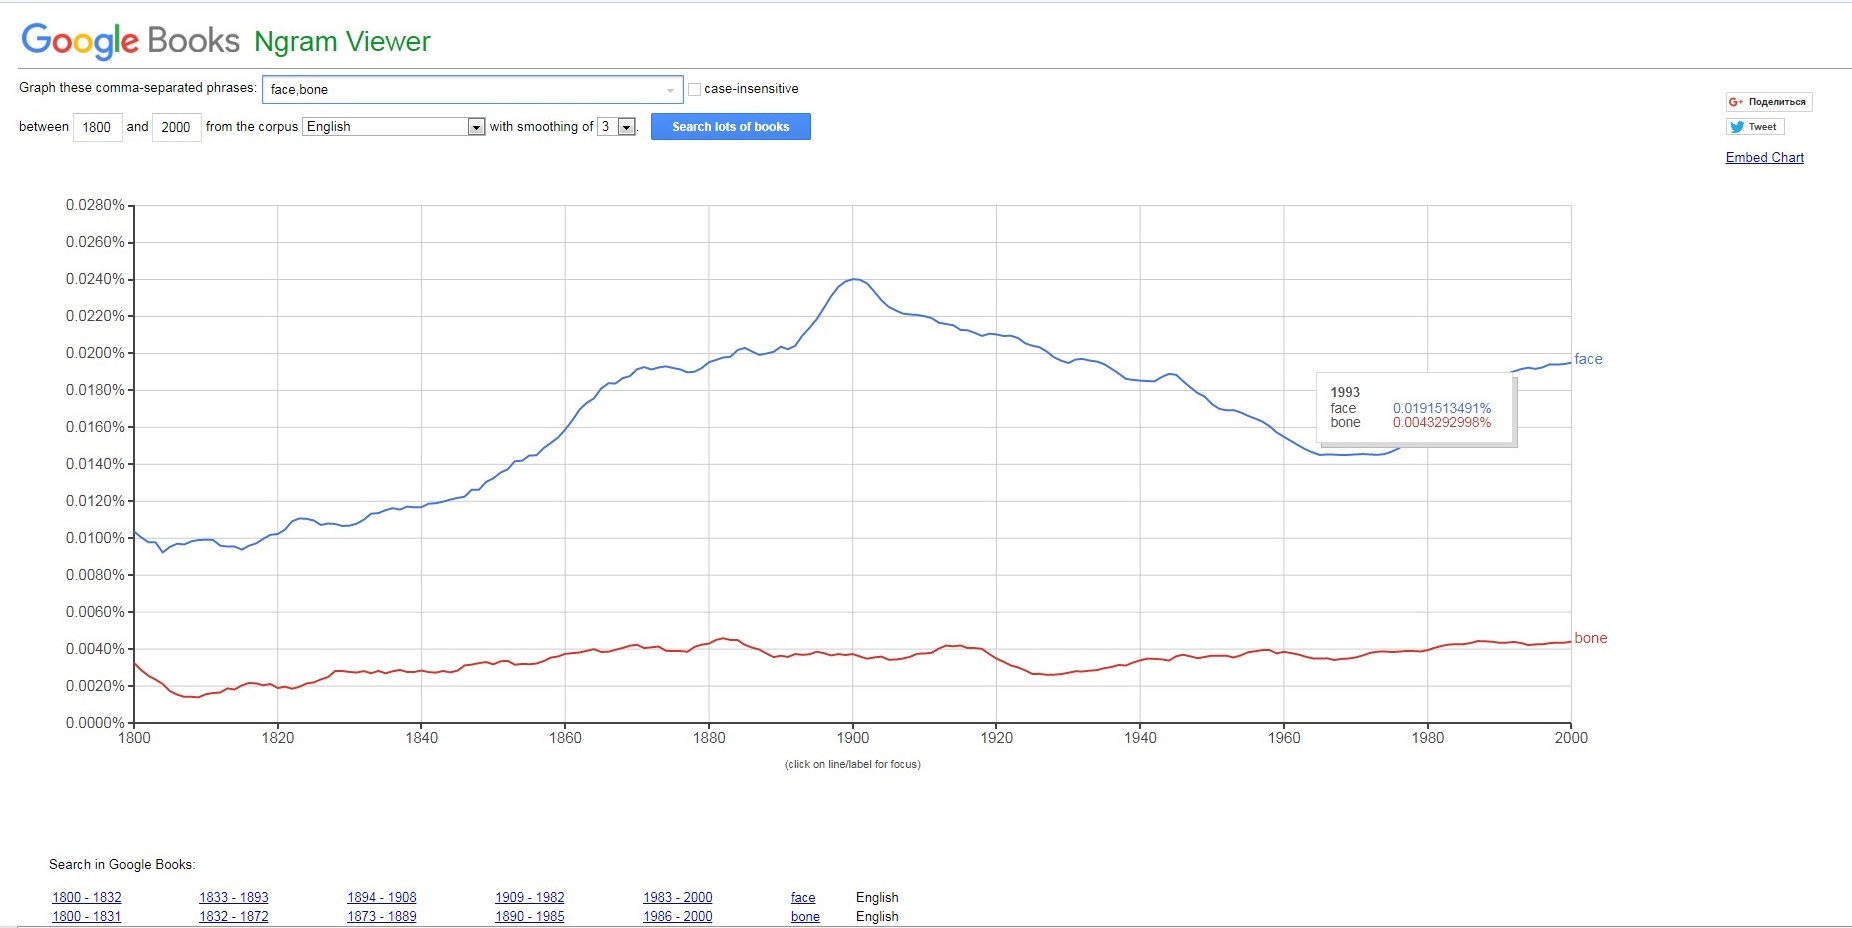 Google Books Ngram Viewer
Graph these comma-separated phrases: face,bone case-insensitive
between 1800 and 2000 from the corpus English with smoothing of 3 . Search lots of books
G+ Поделиться
Tweet
Embed Chart
0.0280%
0.0260%
0.0240%
0.0220%
0.0200%
0.0180%
0.0160%
0.0140%
0.0120%
0.0100%
0.0080%
0.0060%
0.0040%
0.0020%
0.0000%
face
1993
face 0.0191513491%
bone 0.0043292998%
bone
1800 1820 1840 1860 1880 1900 1920 1940 1960 1980 2000
(click on line/label for focus)
Search in Google Books:
1800 - 1832 1833 - 1893 1894 - 1908 1909 - 1982 1983 - 2000 face English
1800 - 1831 1832 - 1872 1873 - 1889 1890 - 1985 1986 - 2000 bone English